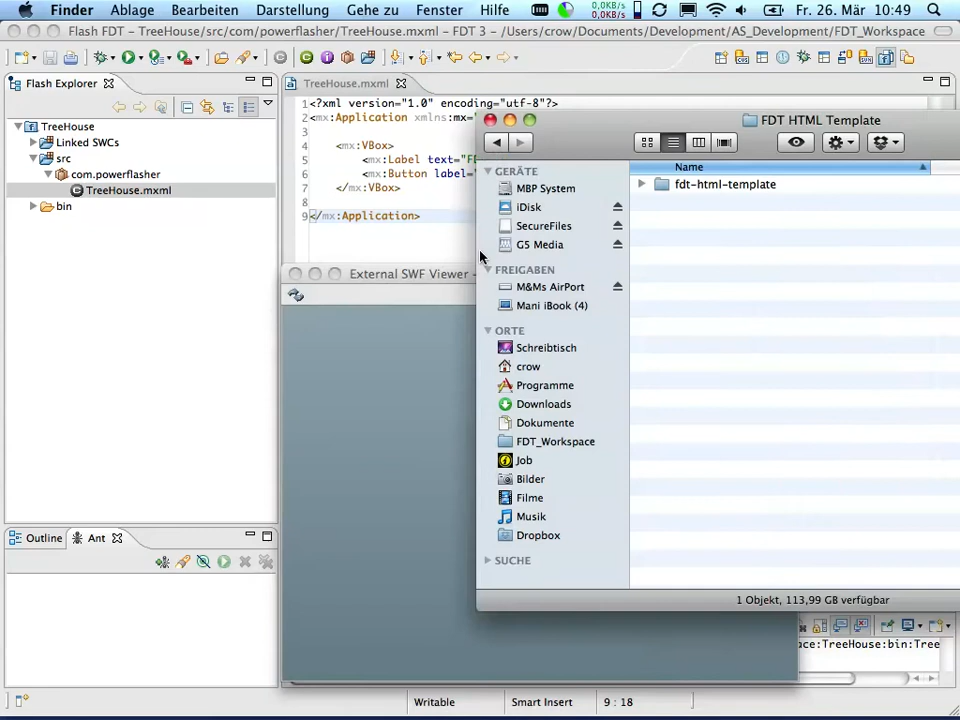 Finder Ablage Bearbeiten Darstellung Gehe zu Fenster Hilfe 0,0KB/s 0,0KB/s Fr. 26. Mär 10:49
Flash FDT – TreeHouse/src/com/powerflasher/TreeHouse.mxml – FDT 3 – /Users/crow/Documents/Development/AS_Development/FDT_Workspace
Flash Explorer
TreeHouse
Linked SWCs
src
com.powerflasher
TreeHouse.mxml
bin
TreeHouse.mxml
1 <?xml version="1.0" encoding="utf-8"?>
2 <mx:Application xmlns:mx="
3
4 <mx:VBox>
5 <mx:Label text="FD
6 <mx:Button label="
7 </mx:VBox>
8
9 </mx:Application>
External SWF Viewer –
FDT HTML Template
Name
fdt-html-template
GERÄTE
MBP System
iDisk
SecureFiles
G5 Media
FREIGABEN
M&Ms AirPort
Mani iBook (4)
ORTE
Schreibtisch
crow
Programme
Downloads
Dokumente
FDT_Workspace
Job
Bilder
Filme
Musik
Dropbox
SUCHE
1 Objekt, 113,99 GB verfügbar
Outline
Ant
ace:TreeHouse:bin:Tree
Writable
Smart Insert
9 : 18